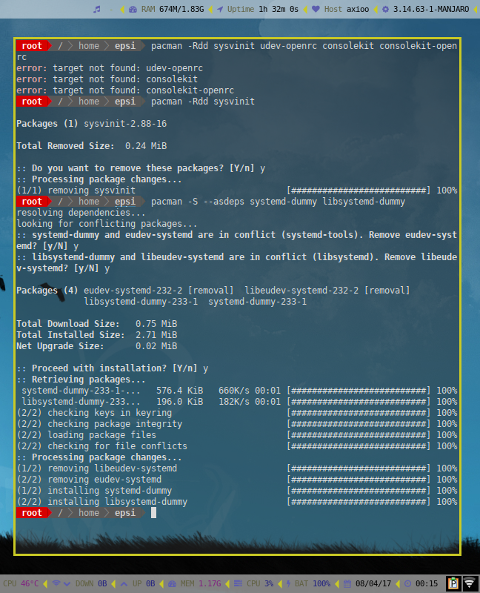 RAM 674M/1.83G Uptime 1h 32m 0s Host axioo 3.14.63-1-MANJARO
root / home epsi pacman -Rdd sysvinit udev-openrc consolekit consolekit-open
rc
error: target not found: udev-openrc
error: target not found: consolekit
error: target not found: consolekit-openrc
root / home epsi pacman -Rdd sysvinit
Packages (1) sysvinit-2.88-16
Total Removed Size: 0.24 MiB
:: Do you want to remove these packages? [Y/n] y
:: Processing package changes...
(1/1) removing sysvinit [##########################] 100%
root / home epsi pacman -S --asdeps systemd-dummy libsystemd-dummy
resolving dependencies...
looking for conflicting packages...
:: systemd-dummy and eudev-systemd are in conflict (systemd-tools). Remove eudev-syst
emd? [y/N] y
:: libsystemd-dummy and libeudev-systemd are in conflict (libsystemd). Remove libeude
v-systemd? [y/N] y
Packages (4) eudev-systemd-232-2 [removal] libeudev-systemd-232-2 [removal]
libsystemd-dummy-233-1 systemd-dummy-233-1
Total Download Size: 0.75 MiB
Total Installed Size: 2.71 MiB
Net Upgrade Size: 0.02 MiB
:: Proceed with installation? [Y/n] y
:: Retrieving packages...
systemd-dummy-233-1-... 576.4 KiB 660K/s 00:01 [##########################] 100%
libsystemd-dummy-233... 196.0 KiB 182K/s 00:01 [##########################] 100%
(2/2) checking keys in keyring [##########################] 100%
(2/2) checking package integrity [##########################] 100%
(2/2) loading package files [##########################] 100%
(2/2) checking for file conflicts [##########################] 100%
:: Processing package changes...
(1/2) removing libeudev-systemd [##########################] 100%
(2/2) removing eudev-systemd [##########################] 100%
(1/2) installing systemd-dummy [##########################] 100%
(2/2) installing libsystemd-dummy [##########################] 100%
root / home epsi
CPU 46°C DOWN 0B UP 0B MEM 1.17G CPU 3% BAT 100% 08/04/17 00:15